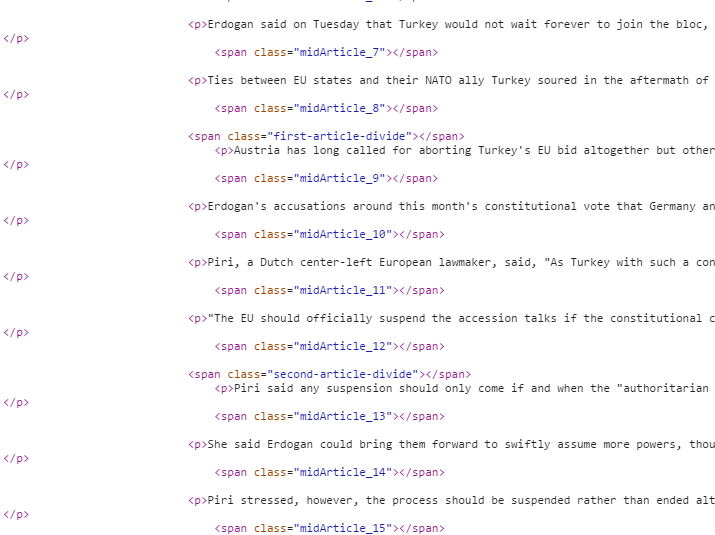 <p>Erdogan said on Tuesday that Turkey would not wait forever to join the bloc,
</p>
<span class="midArticle_7"></span>
<p>Ties between EU states and their NATO ally Turkey soured in the aftermath of
</p>
<span class="midArticle_8"></span>
<span class="first-article-divide"></span>
<p>Austria has long called for aborting Turkey's EU bid altogether but other
</p>
<span class="midArticle_9"></span>
<p>Erdogan's accusations around this month's constitutional vote that Germany an
</p>
<span class="midArticle_10"></span>
<p>Piri, a Dutch center-left European lawmaker, said, "As Turkey with such a con
</p>
<span class="midArticle_11"></span>
<p>"The EU should officially suspend the accession talks if the constitutional c
</p>
<span class="midArticle_12"></span>
<span class="second-article-divide"></span>
<p>Piri said any suspension should only come if and when the "authoritarian
</p>
<span class="midArticle_13"></span>
<p>She said Erdogan could bring them forward to swiftly assume more powers, thou
</p>
<span class="midArticle_14"></span>
<p>Piri stressed, however, the process should be suspended rather than ended alt
</p>
<span class="midArticle_15"></span>